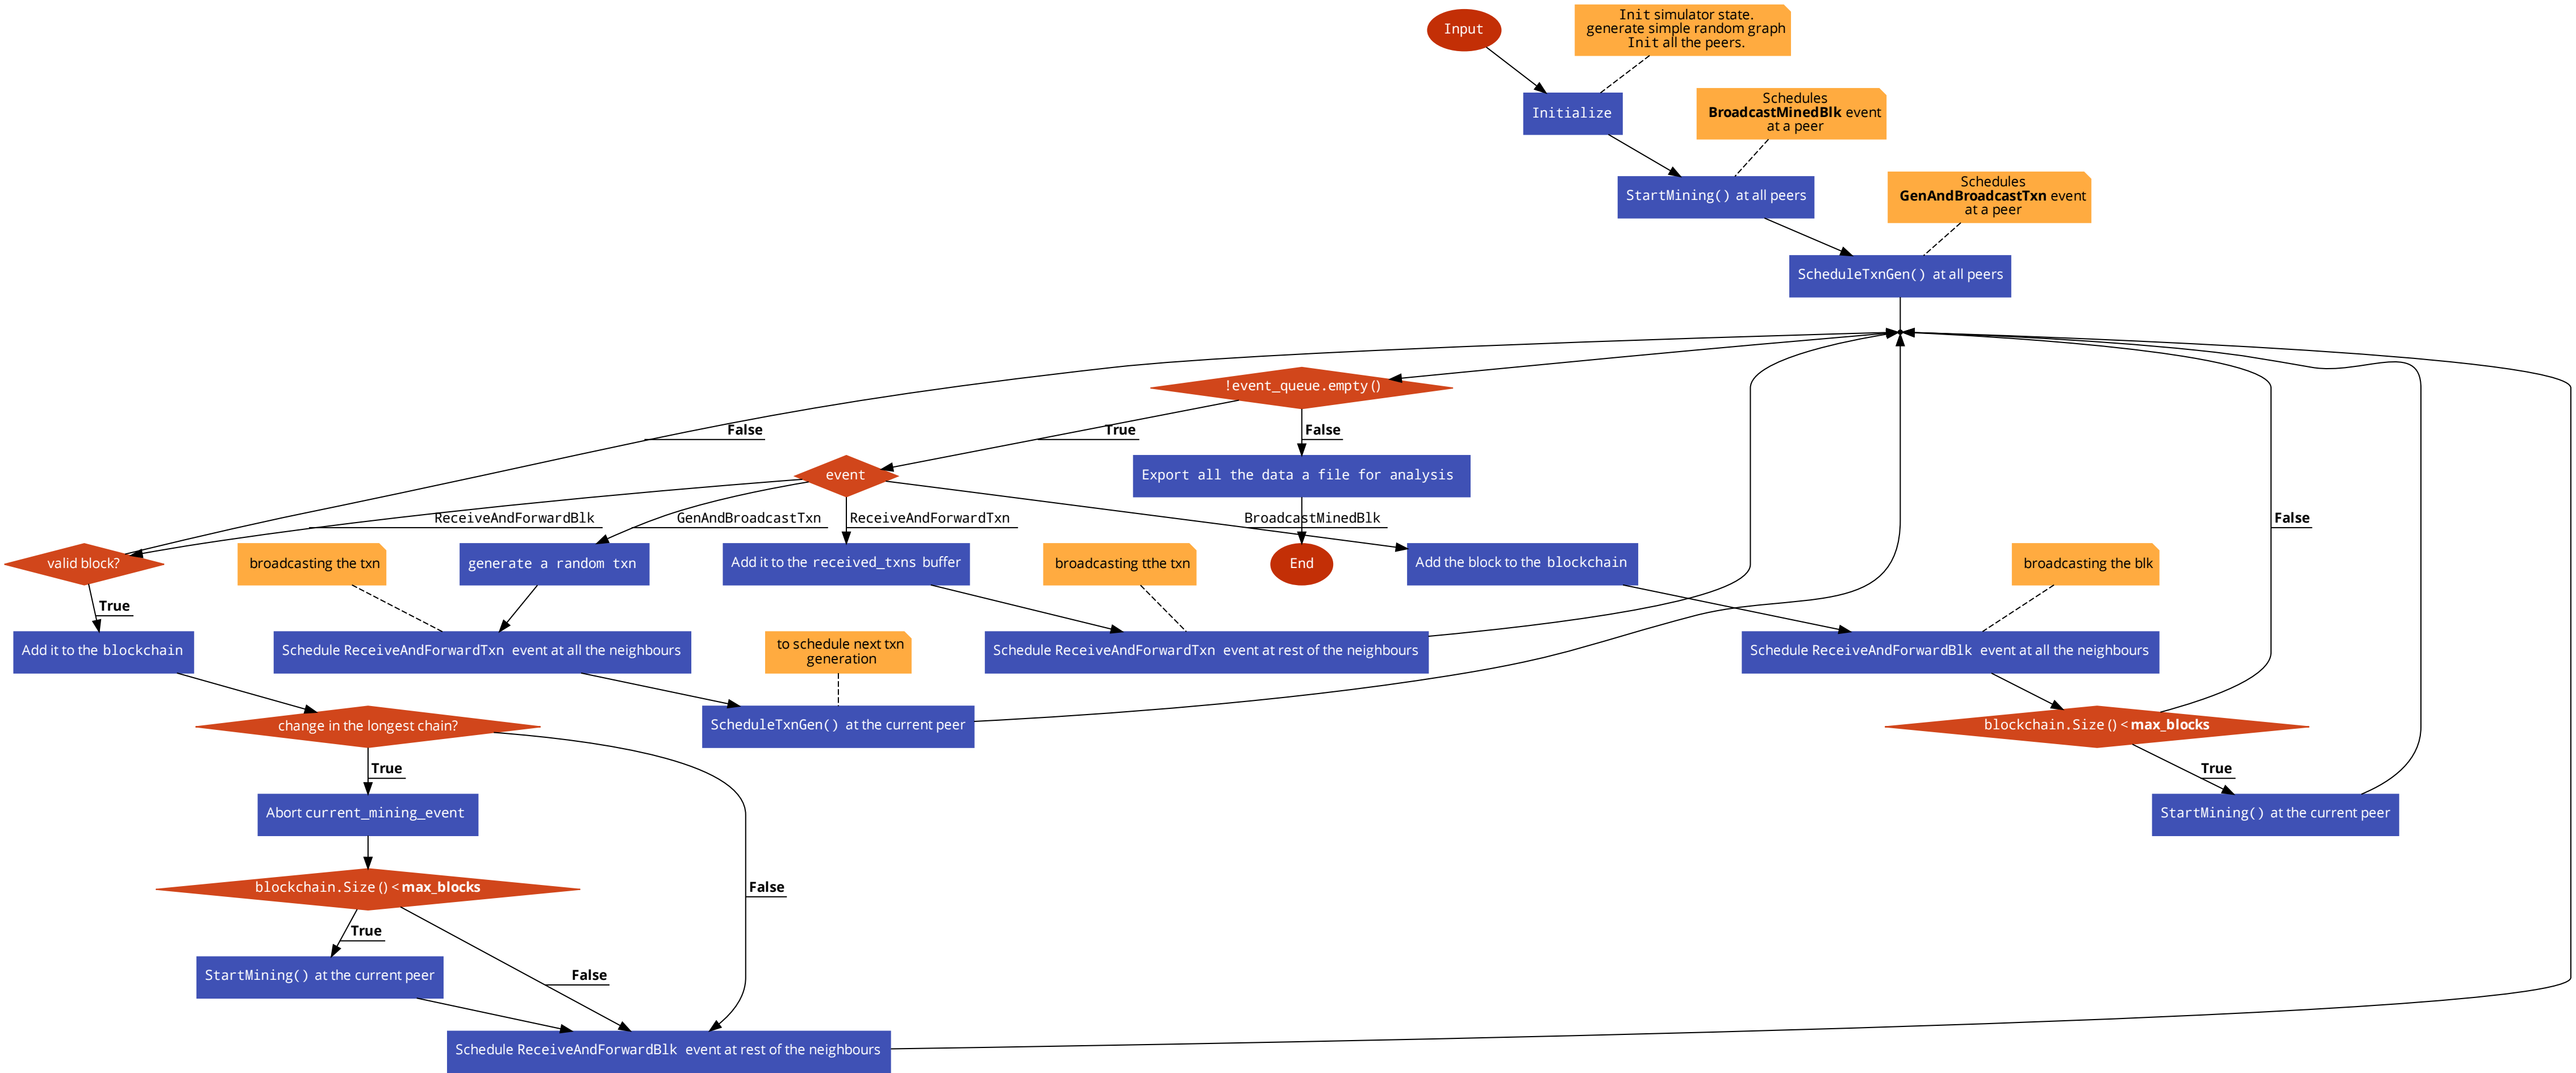 Input
Init simulator state.
generate simple random graph
Init all the peers.
Initialize
Schedules
BroadcastMinedBlk event
at a peer
StartMining() at all peers
Schedules
GenAndBroadcastTxn event
at a peer
ScheduleTxnGen() at all peers
!event_queue.empty()
False
True
False
event
Export all the data a file for analysis
ReceiveAndForwardBlk
GenAndBroadcastTxn
ReceiveAndForwardTxn
BroadcastMinedBlk
False
valid block?
broadcasting the txn
generate a random txn
Add it to the received_txns buffer
broadcasting tthe txn
End
Add the block to the blockchain
broadcasting the blk
True
Add it to the blockchain
Schedule ReceiveAndForwardTxn event at all the neighbours
to schedule next txn
generation
Schedule ReceiveAndForwardTxn event at rest of the neighbours
Schedule ReceiveAndForwardBlk event at all the neighbours
change in the longest chain?
ScheduleTxnGen() at the current peer
blockchain.Size() < max_blocks
True
True
Abort current_mining_event
StartMining() at the current peer
blockchain.Size() < max_blocks
False
True
StartMining() at the current peer
False
Schedule ReceiveAndForwardBlk event at rest of the neighbours